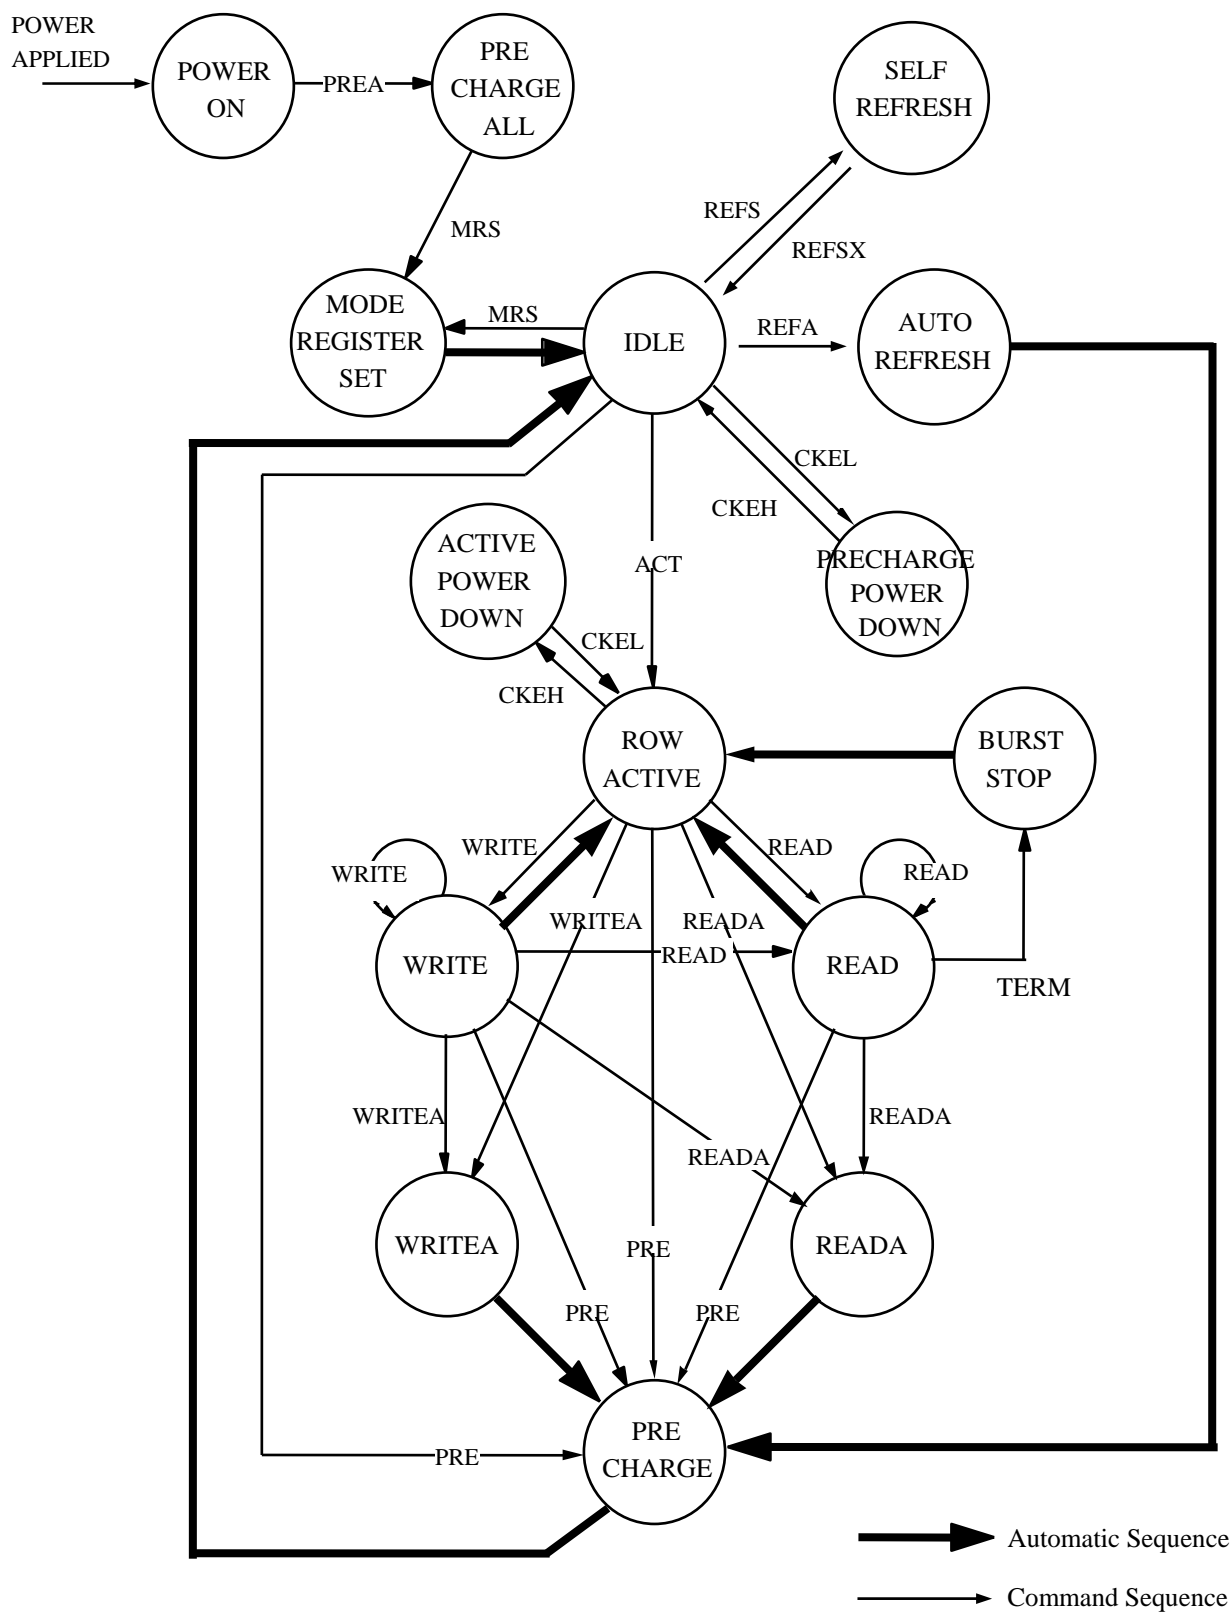 POWER
APPLIED
POWER
ON
PREA
PRE
CHARGE
ALL
SELF
REFRESH
MRS
REFS
REFSX
MODE
REGISTER
SET
MRS
IDLE
REFA
AUTO
REFRESH
CKEL
CKEH
ACTIVE
POWER
DOWN
ACT
PRECHARGE
POWER
DOWN
CKEL
CKEH
ROW
ACTIVE
BURST
STOP
WRITE
WRITE
READ
READ
WRITEA
READA
WRITE
READ
READ
TERM
WRITEA
READA
READA
WRITEA
PRE
READA
PRE
PRE
PRE
PRE
CHARGE
Automatic Sequence
Command Sequence